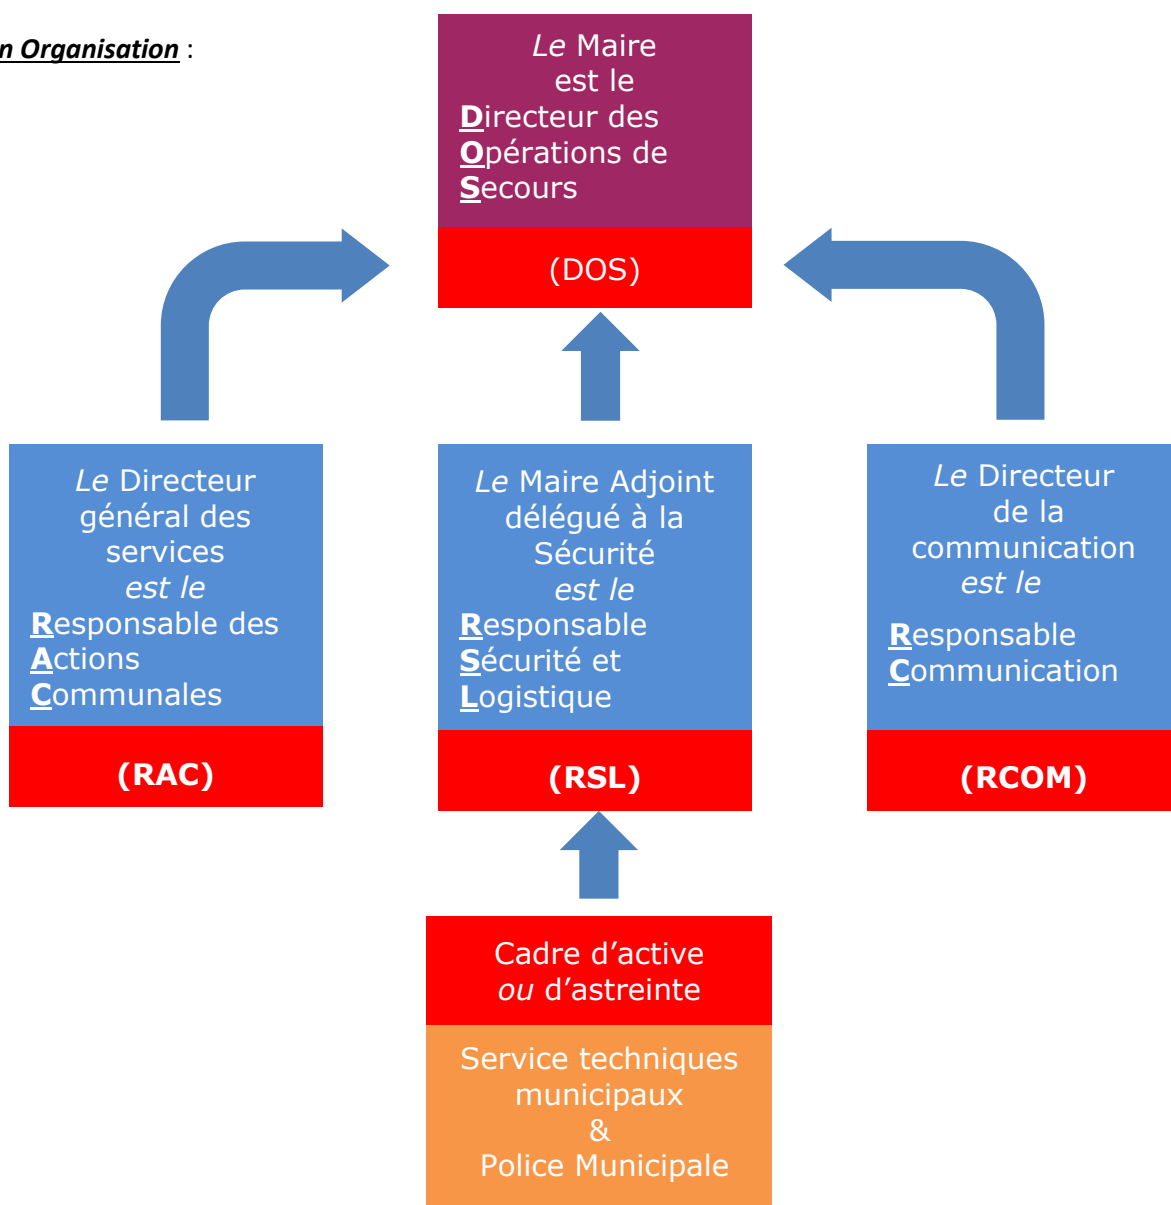 n Organisation :
Le Maire
est le
Directeur des
Opérations de
Secours
(DOS)
Le Directeur
général des
services
est le
Responsable des
Actions
Communales
(RAC)
Le Maire Adjoint
délégué à la
Sécurité
est le
Responsable
Sécurité et
Logistique
(RSL)
Le Directeur
de la
communication
est le
Responsable
Communication
(RCOM)
Cadre d’active
ou d’astreinte
Service techniques
municipaux
&
Police Municipale